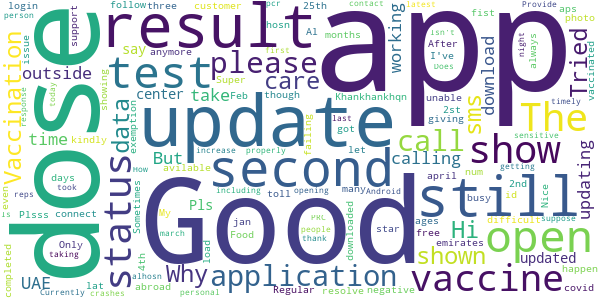 login
person
follow
three
customer
pcr
hosn
contact
25th
latest
Provide
aps
photo
dose
issue
support
result
app
say
anymore
months
Al
fist
Isn't
Does
After
I've
night
always
Tried
outside
test
please
working
download
first
Vaccination
response
today
showing
center
take
Super
Feb
care
though
Khankhankhqn
unable
2st
giving
The
timely
time
data
exemption
update
last
got
let
call
sms
show
sensitive
kindly
But
avilable
increase
properly
failing
calling
april
num
getting
updating
even
days
took
status
Sometimes
How
second
including
opening
many
Android
still
busy
2nd
id
Nice
reps
is
Plsss
connect
Pls
My
toll
jan
Food
PRL
people
thank
downloaded
star
Hi
ages
free
difficult
suppose
completed
Only
taking
4th
march
Good
shown
emirates
open
UAE
lat
Why
load
application
vaccine
updated
happen
Currently
crashes
alhosn
abroad
personal
Regular
resolve
negative
covid